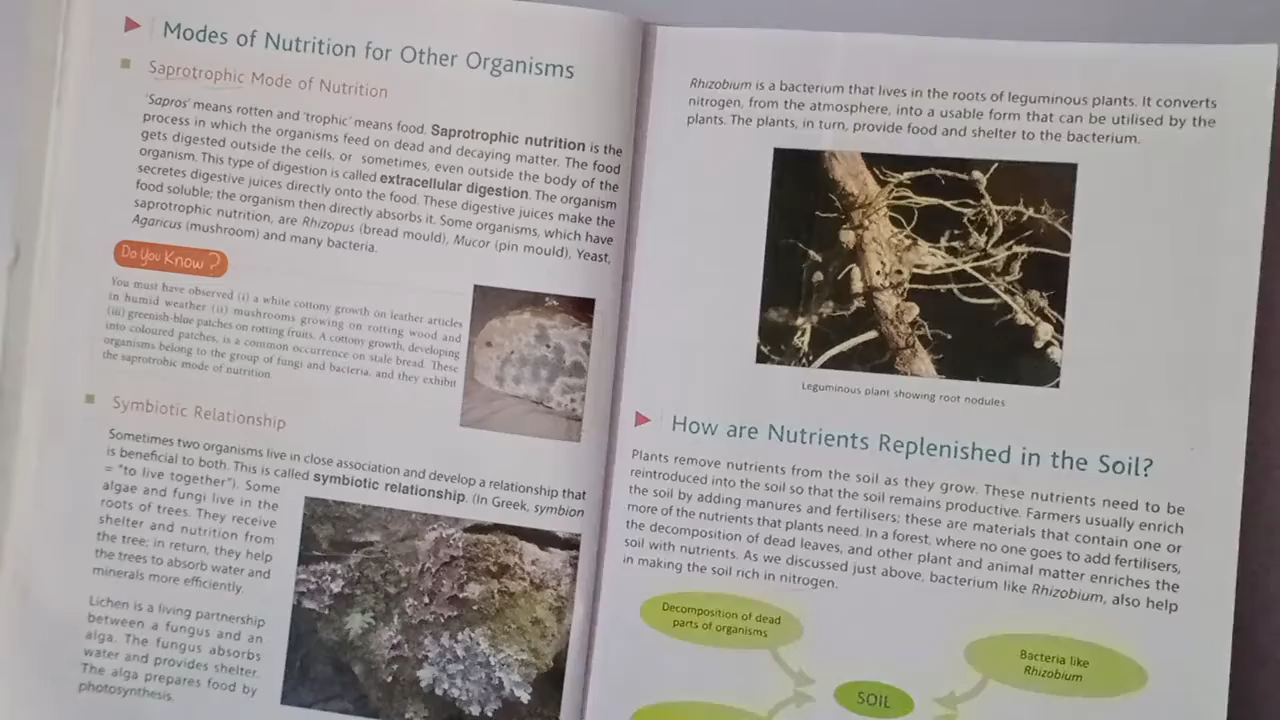 Modes of Nutrition for Other Organisms
Saprotrophic Mode of Nutrition
'Sapros' means rotten and 'trophic' means food. Saprotrophic nutrition is the
process in which the organisms feed on dead and decaying matter. The food
gets digested outside the cells, or sometimes, even outside the body of the
organism. This type of digestion is called extracellular digestion. The organism
secretes digestive juices directly onto the food. These digestive juices make the
food soluble; the organism then directly absorbs it. Some organisms, which have
saprotrophic nutrition, are Rhizopus (bread mould), Mucor (pin mould), Yeast,
Agaricus (mushroom) and many bacteria.
Do You Know?
You must have observed (i) a white cottony growth on leather articles
in humid weather (ii) mushrooms growing on rotting wood and
(iii) greenish-blue patches on rotting fruits. A cottony growth, developing
into coloured patches, is a common occurrence on stale bread. These
organisms belong to the group of fungi and bacteria, and they exhibit
the saprotrohic mode of nutrition.
Symbiotic Relationship
Sometimes two organisms live in close association and develop a relationship that
is beneficial to both. This is called symbiotic relationship. (In Greek, symbion
= "to live together"). Some
algae and fungi live in the
roots of trees. They receive
shelter and nutrition from
the tree; in return, they help
the trees to absorb water and
minerals more efficiently.
Lichen is a living partnership
between a fungus and an
alga. The fungus absorbs
water and provides shelter.
The alga prepares food by
photosynthesis.
Rhizobium is a bacterium that lives in the roots of leguminous plants. It converts
nitrogen, from the atmosphere, into a usable form that can be utilised by the
plants. The plants, in turn, provide food and shelter to the bacterium.
Leguminous plant showing root nodules
How are Nutrients Replenished in the Soil?
Plants remove nutrients from the soil as they grow. These nutrients need to be
reintroduced into the soil so that the soil remains productive. Farmers usually enrich
the soil by adding manures and fertilisers; these are materials that contain one or
more of the nutrients that plants need. In a forest, where no one goes to add fertilisers,
the decomposition of dead leaves, and other plant and animal matter enriches the
soil with nutrients. As we discussed just above, bacterium like Rhizobium, also help
in making the soil rich in nitrogen.
Decomposition of dead
parts of organisms
Bacteria like
Rhizobium
SOIL